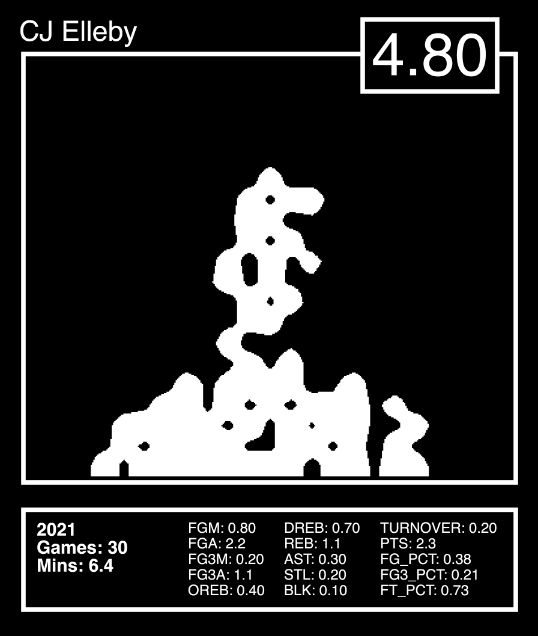 CJ Elleby
4.80
2021
Games: 30
Mins: 6.4
FGM: 0.80
FGA: 2.2
FG3M: 0.20
FG3A: 1.1
OREB: 0.40
DREB: 0.70
REB: 1.1
AST: 0.30
STL: 0.20
BLK: 0.10
TURNOVER: 0.20
PTS: 2.3
FG_PCT: 0.38
FG3_PCT: 0.21
FT_PCT: 0.73